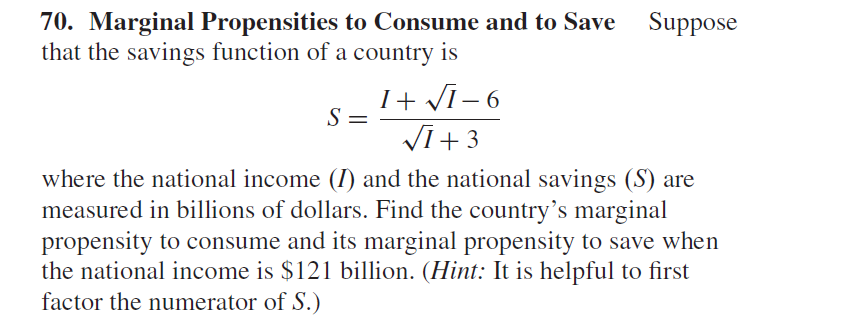 70. Marginal Propensities to Consume and to Save Suppose
that the savings function of a country is
S = \frac{I + \sqrt{I} - 6}{\sqrt{I} + 3}
where the national income (I) and the national savings (S) are
measured in billions of dollars. Find the country’s marginal
propensity to consume and its marginal propensity to save when
the national income is $121 billion. (Hint: It is helpful to first
factor the numerator of S.)